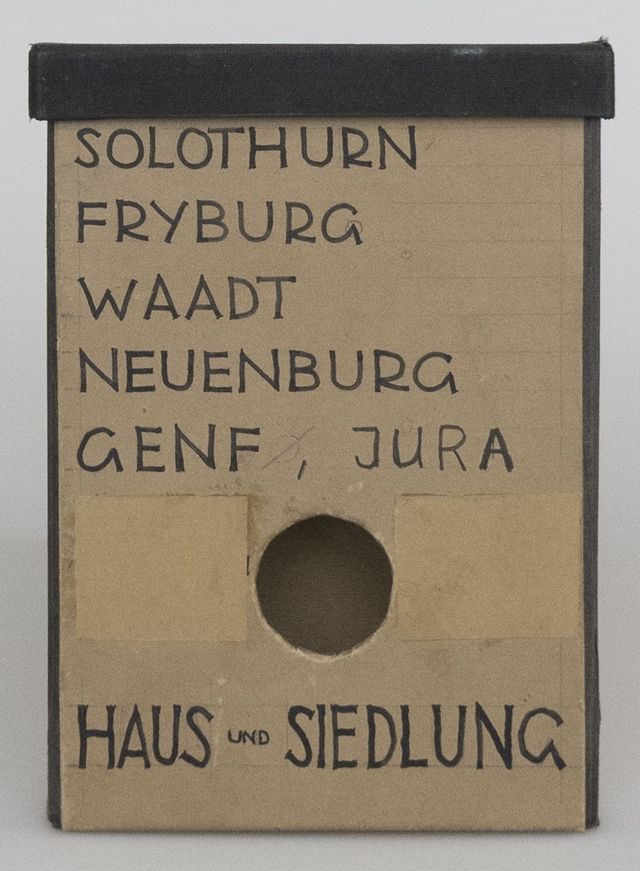 SOLOTHURN
FRYBURG
WAADT
NEUENBURG
GENF, JURA
HAUS UND SIEDLUNG